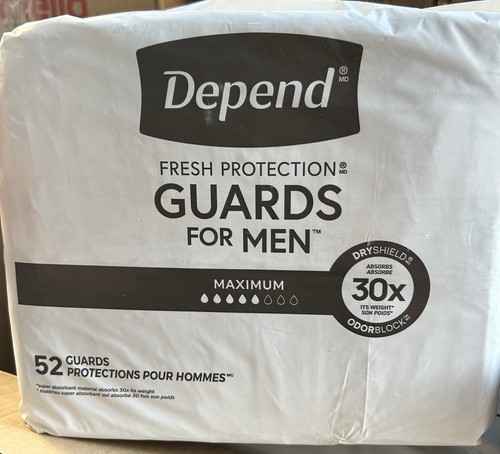 Depend®
MD
FRESH PROTECTION®
MD
GUARDS
FOR MEN™
DRYSHIELD
ABSORBS
ABSORBE
30x
ITS WEIGHT*
SON POIDS*
ODORBLOCK
MAXIMUM
52 GUARDS
PROTECTIONS POUR HOMMES MC
*super absorbent material absorbs 30x its weight
* matériau super absorbant qui absorbe 30 fois son poids